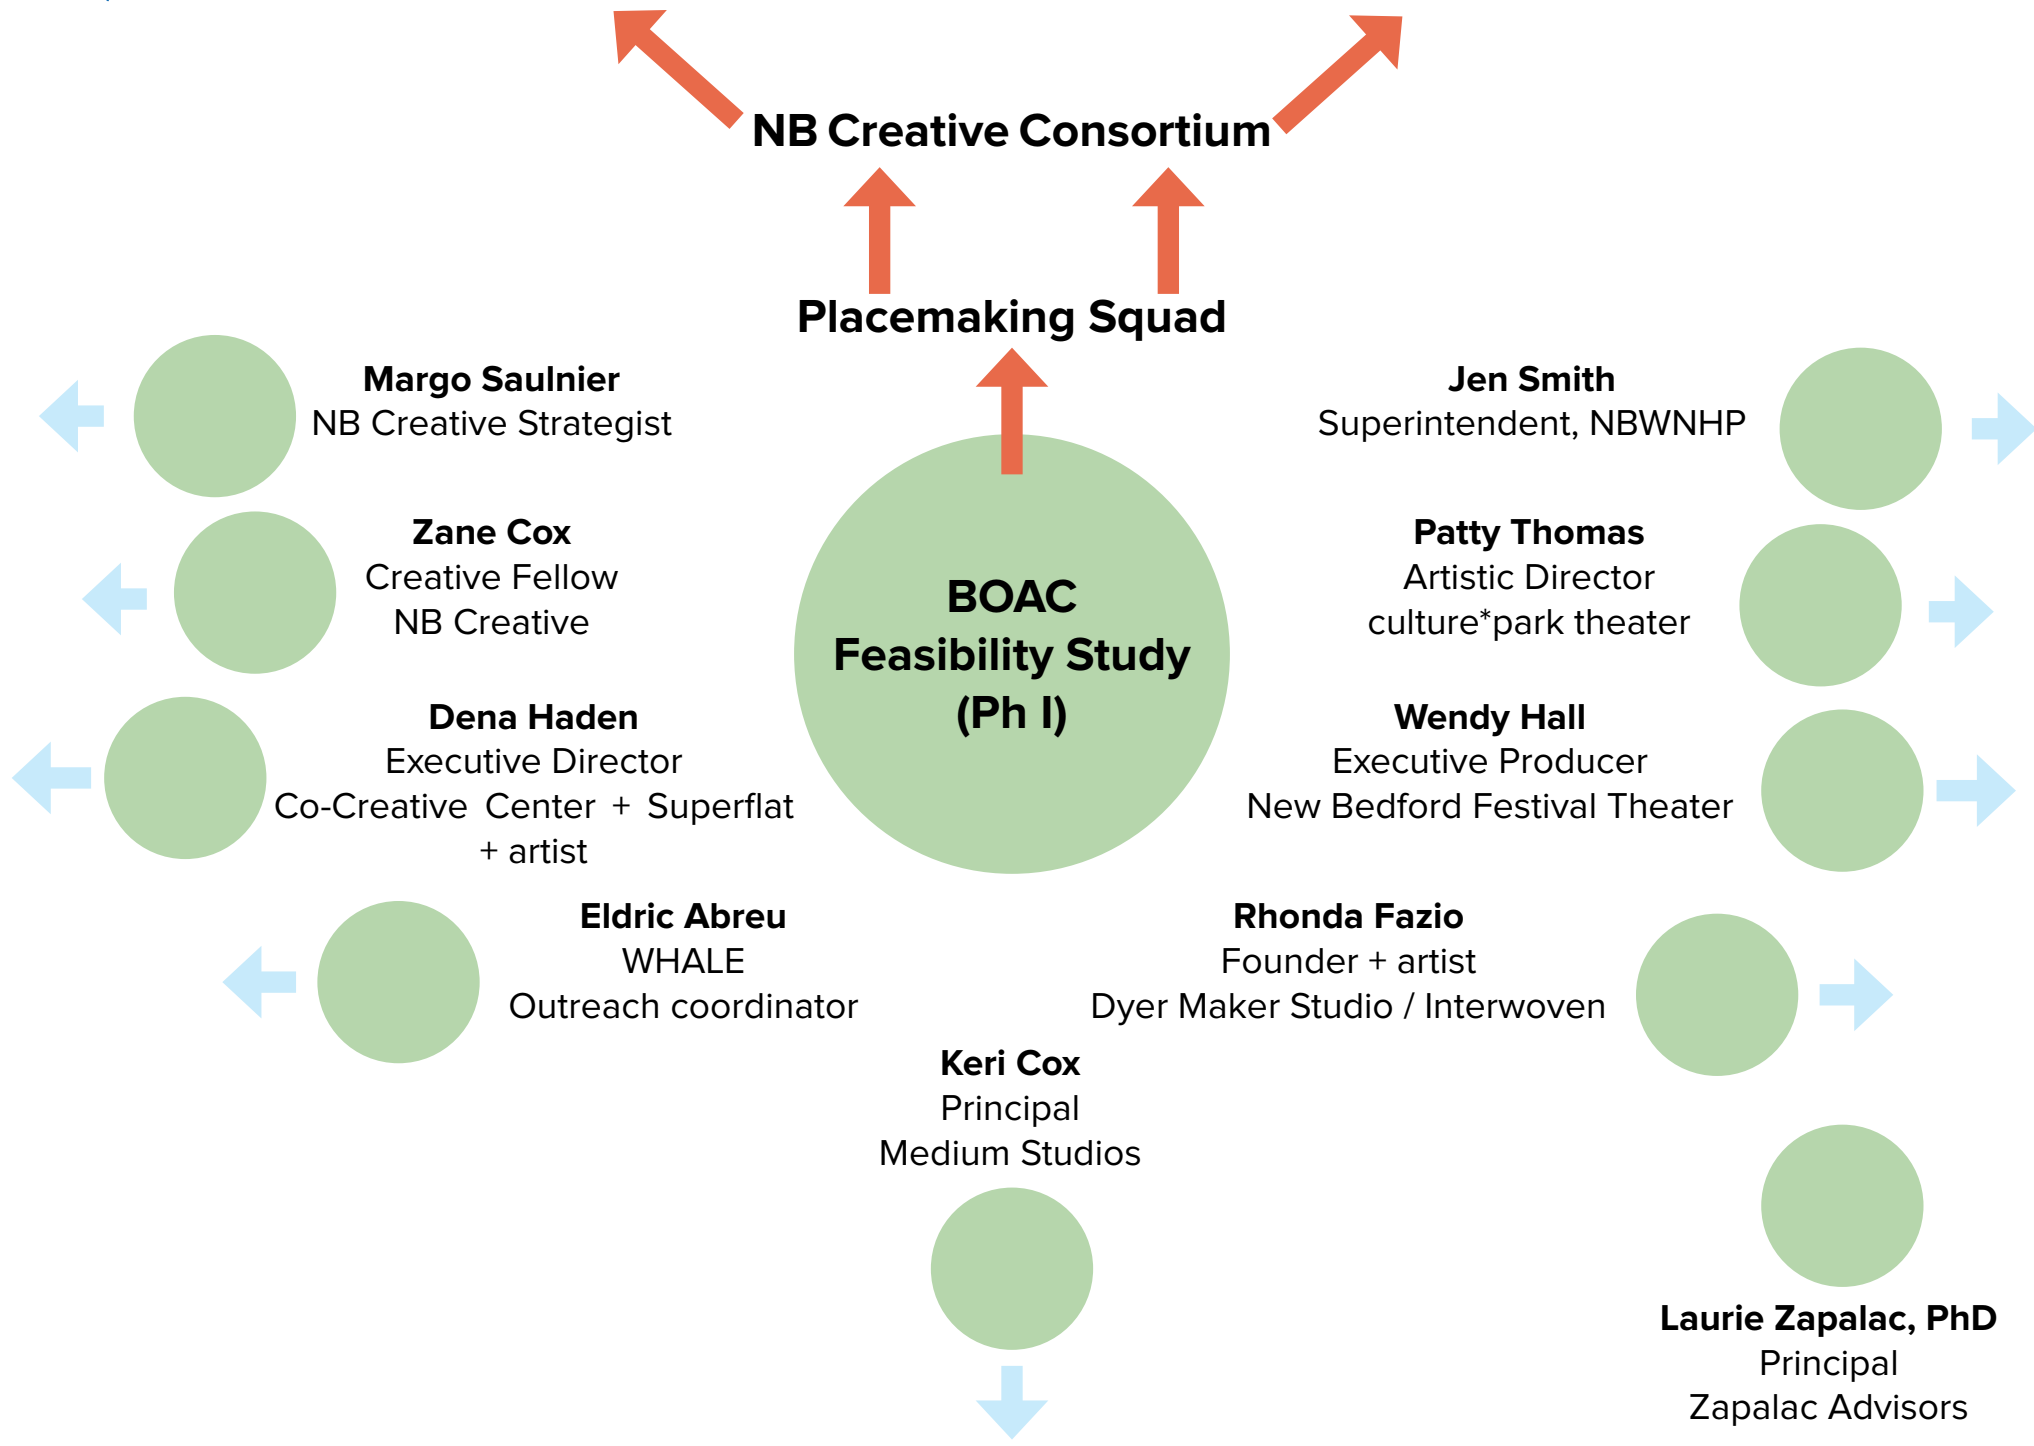 NB Creative Consortium
Placemaking Squad
Margo Saulnier
NB Creative Strategist
Zane Cox
Creative Fellow
NB Creative
Dena Haden
Executive Director
Co-Creative Center + Superflat
+ artist
Eldric Abreu
WHALE
Outreach coordinator
BOAC
Feasibility Study
(Ph I)
Jen Smith
Superintendent, NBWNHP
Patty Thomas
Artistic Director
culture*park theater
Wendy Hall
Executive Producer
New Bedford Festival Theater
Rhonda Fazio
Founder + artist
Dyer Maker Studio / Interwoven
Keri Cox
Principal
Medium Studios
Laurie Zapalac, PhD
Principal
Zapalac Advisors